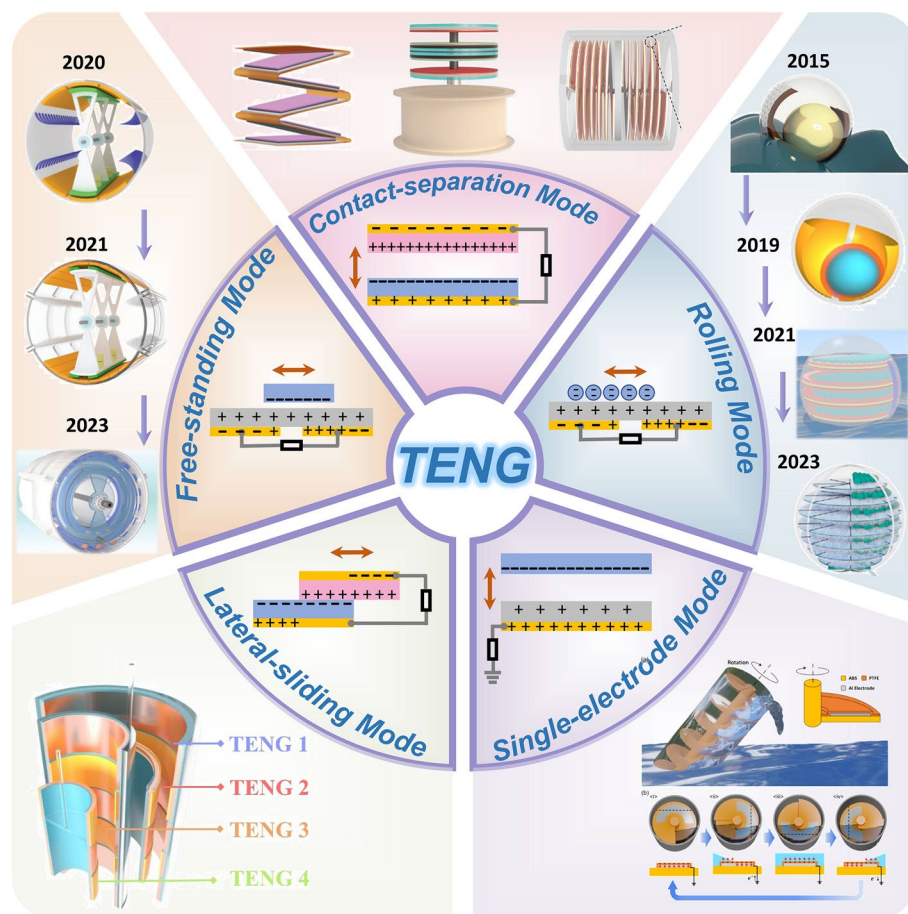 2020
2021
2023
Contact-separation Mode
2015
2019
2021
2023
Free-standing Mode
Rolling Mode
TENG
Lateral-sliding Mode
Single-electrode Mode
TENG 1
TENG 2
TENG 3
TENG 4
(a)
Rotation
ABS
PTFE
Al Electrode
(b)